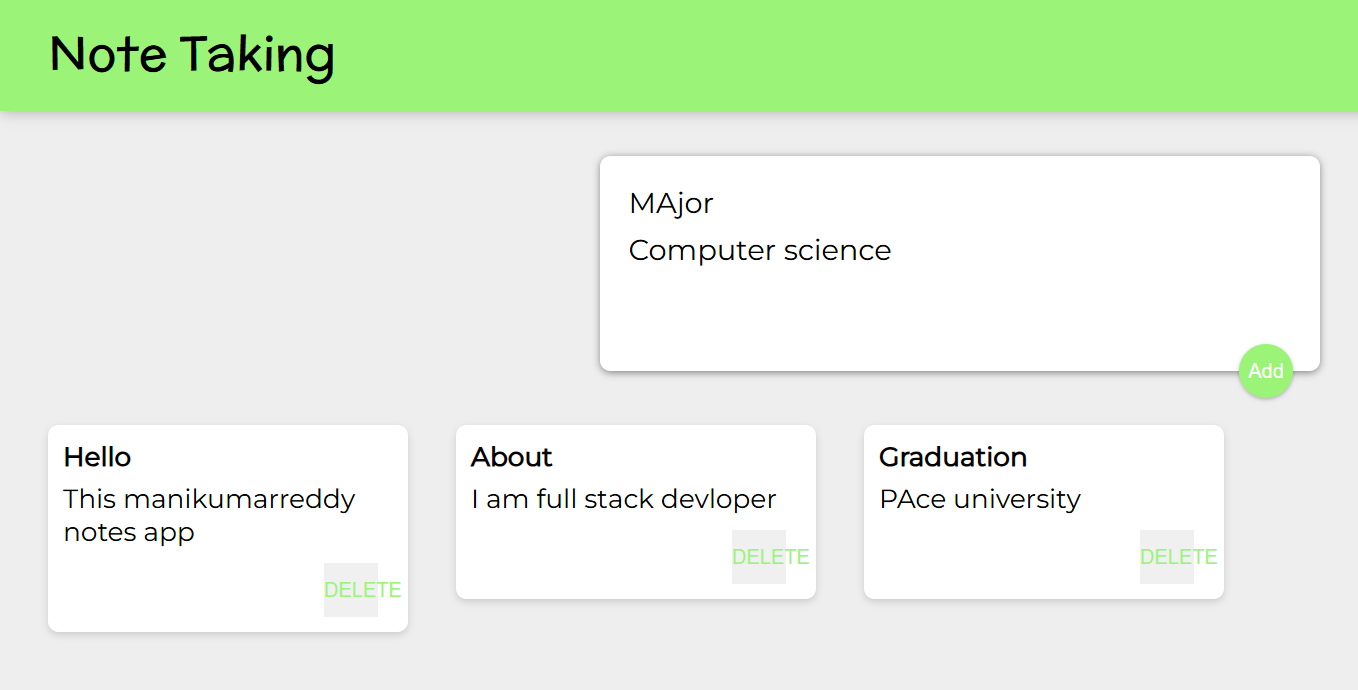 Note Taking
MAjor
Computer science
Add
Hello
This manikumarreddy
notes app
DELETE
About
I am full stack devloper
DELETE
Graduation
PAce university
DELETE